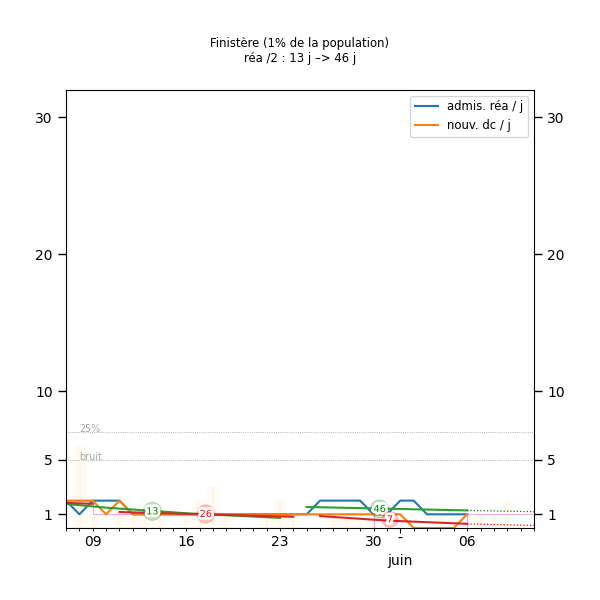 Finistère (1% de la population)
réa /2 : 13 j –> 46 j
admis. réa / j
nouv. dc / j
30 30
20 20
10 10
25%
5 bruit 5
1 13 26 46 7 1
09 16 23 30 - 06
juin